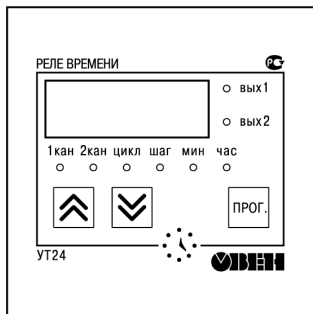 РЕЛЕ ВРЕМЕНИ
вых1
вых2
1кан 2кан цикл шаг мин час
ПРОГ.
УТ24
ОВЕН